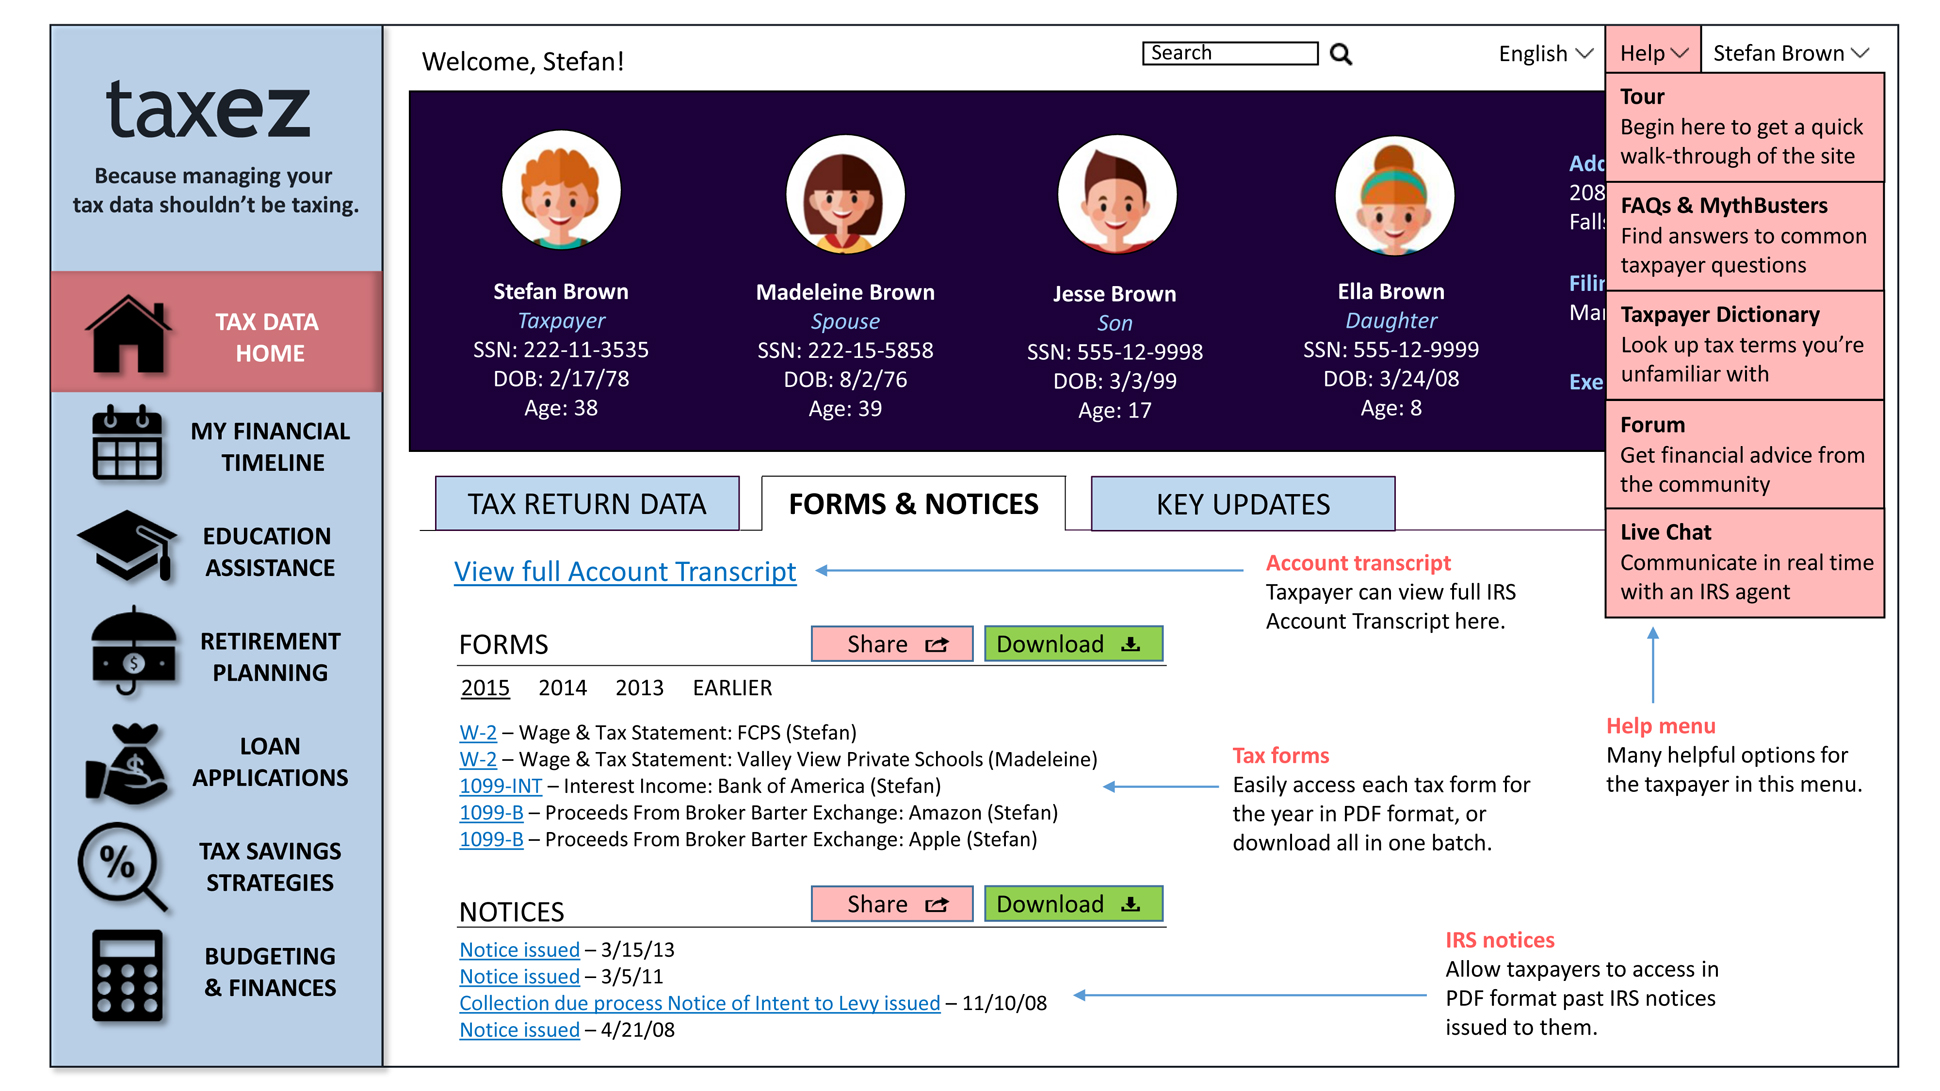 taxez
Because managing your
tax data shouldn't be taxing.
TAX DATA
HOME
MY FINANCIAL
TIMELINE
EDUCATION
ASSISTANCE
$
RETIREMENT
PLANNING
$
LOAN
APPLICATIONS
%
TAX SAVINGS
STRATEGIES
BUDGETING
& FINANCES
Welcome, Stefan!
Search
English
Help
Stefan Brown
Stefan Brown
Taxpayer
SSN: 222-11-3535
DOB: 2/17/78
Age: 38
Madeleine Brown
Spouse
SSN: 222-15-5858
DOB: 8/2/76
Age: 39
Jesse Brown
Son
SSN: 555-12-9998
DOB: 3/3/99
Age: 17
Ella Brown
Daughter
SSN: 555-12-9999
DOB: 3/24/08
Age: 8
208
Tour
Begin here to get a quick
walk-through of the site
FAQs & MythBusters
Find answers to common
taxpayer questions
Taxpayer Dictionary
Look up tax terms you're
unfamiliar with
Forum
Get financial advice from
the community
Live Chat
Communicate in real time
with an IRS agent
TAX RETURN DATA
FORMS & NOTICES
KEY UPDATES
View full Account Transcript
Account transcript
Taxpayer can view full IRS
Account Transcript here.
FORMS
Share
Download
2015 2014 2013 EARLIER
W-2 – Wage & Tax Statement: FCPS (Stefan)
W-2 – Wage & Tax Statement: Valley View Private Schools (Madeleine)
1099-INT – Interest Income: Bank of America (Stefan)
1099-B – Proceeds From Broker Barter Exchange: Amazon (Stefan)
1099-B – Proceeds From Broker Barter Exchange: Apple (Stefan)
Tax forms
Easily access each tax form for
the year in PDF format, or
download all in one batch.
Help menu
Many helpful options for
the taxpayer in this menu.
NOTICES
Share
Download
Notice issued – 3/15/13
Notice issued – 3/5/11
Collection due process Notice of Intent to Levy issued – 11/10/08
Notice issued – 4/21/08
IRS notices
Allow taxpayers to access in
PDF format past IRS notices
issued to them.